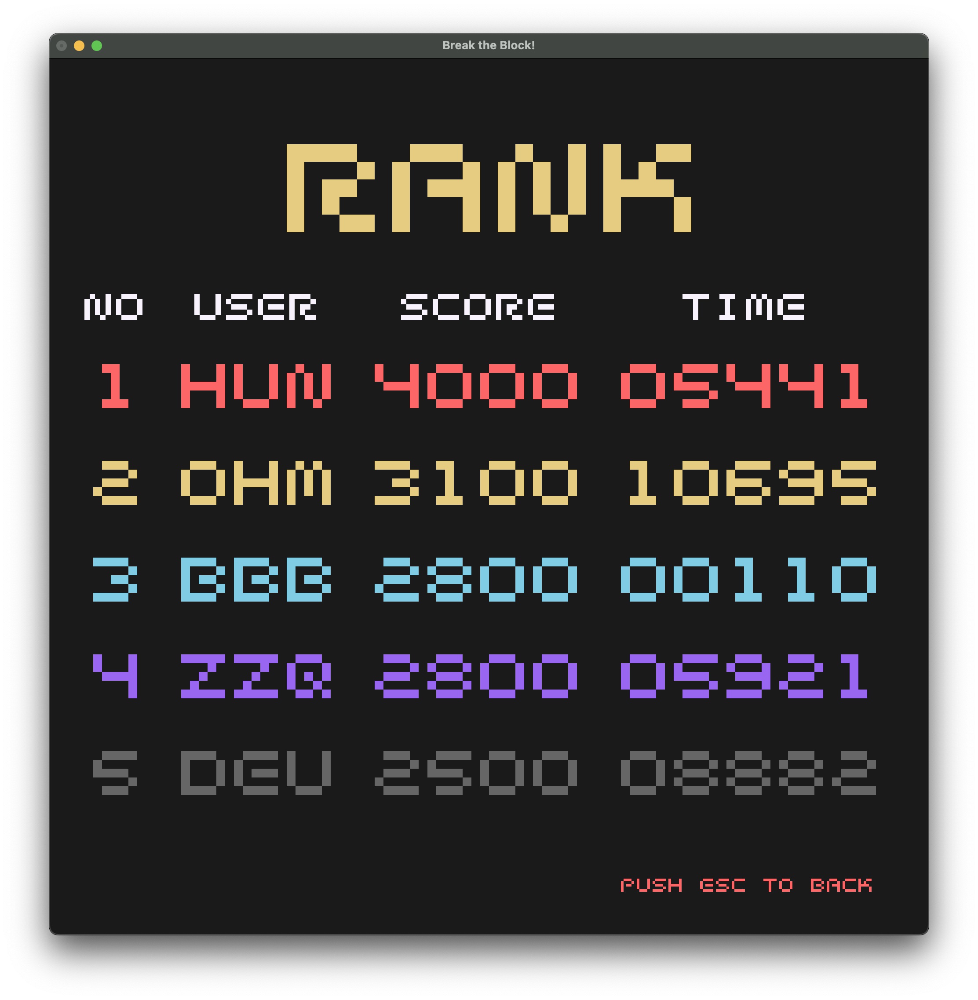 Break the Block!
RANK
NO USER SCORE TIME
1 HUN 4000 05441
2 OHM 3100 10695
3 BBB 2800 00110
4 ZZQ 2800 05921
5 DEU 2500 08882
PUSH ESC TO BACK